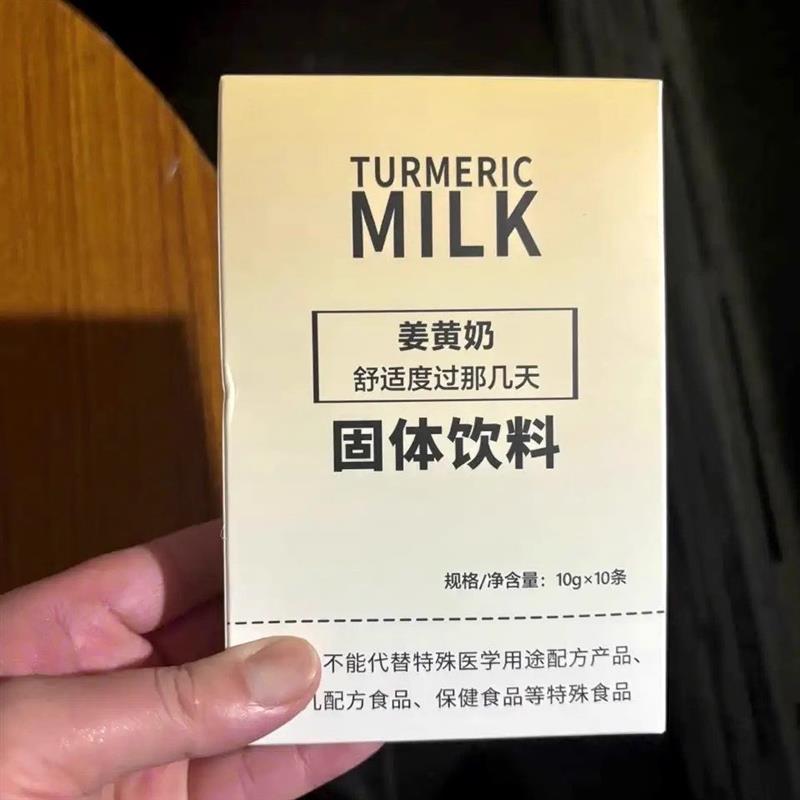 TURMERIC
MILK
姜黄奶
舒适度过那几天
固体饮料
规格/净含量：10g×10条
不能代替特殊医学用途配方产品、
配方食品、保健食品等特殊食品